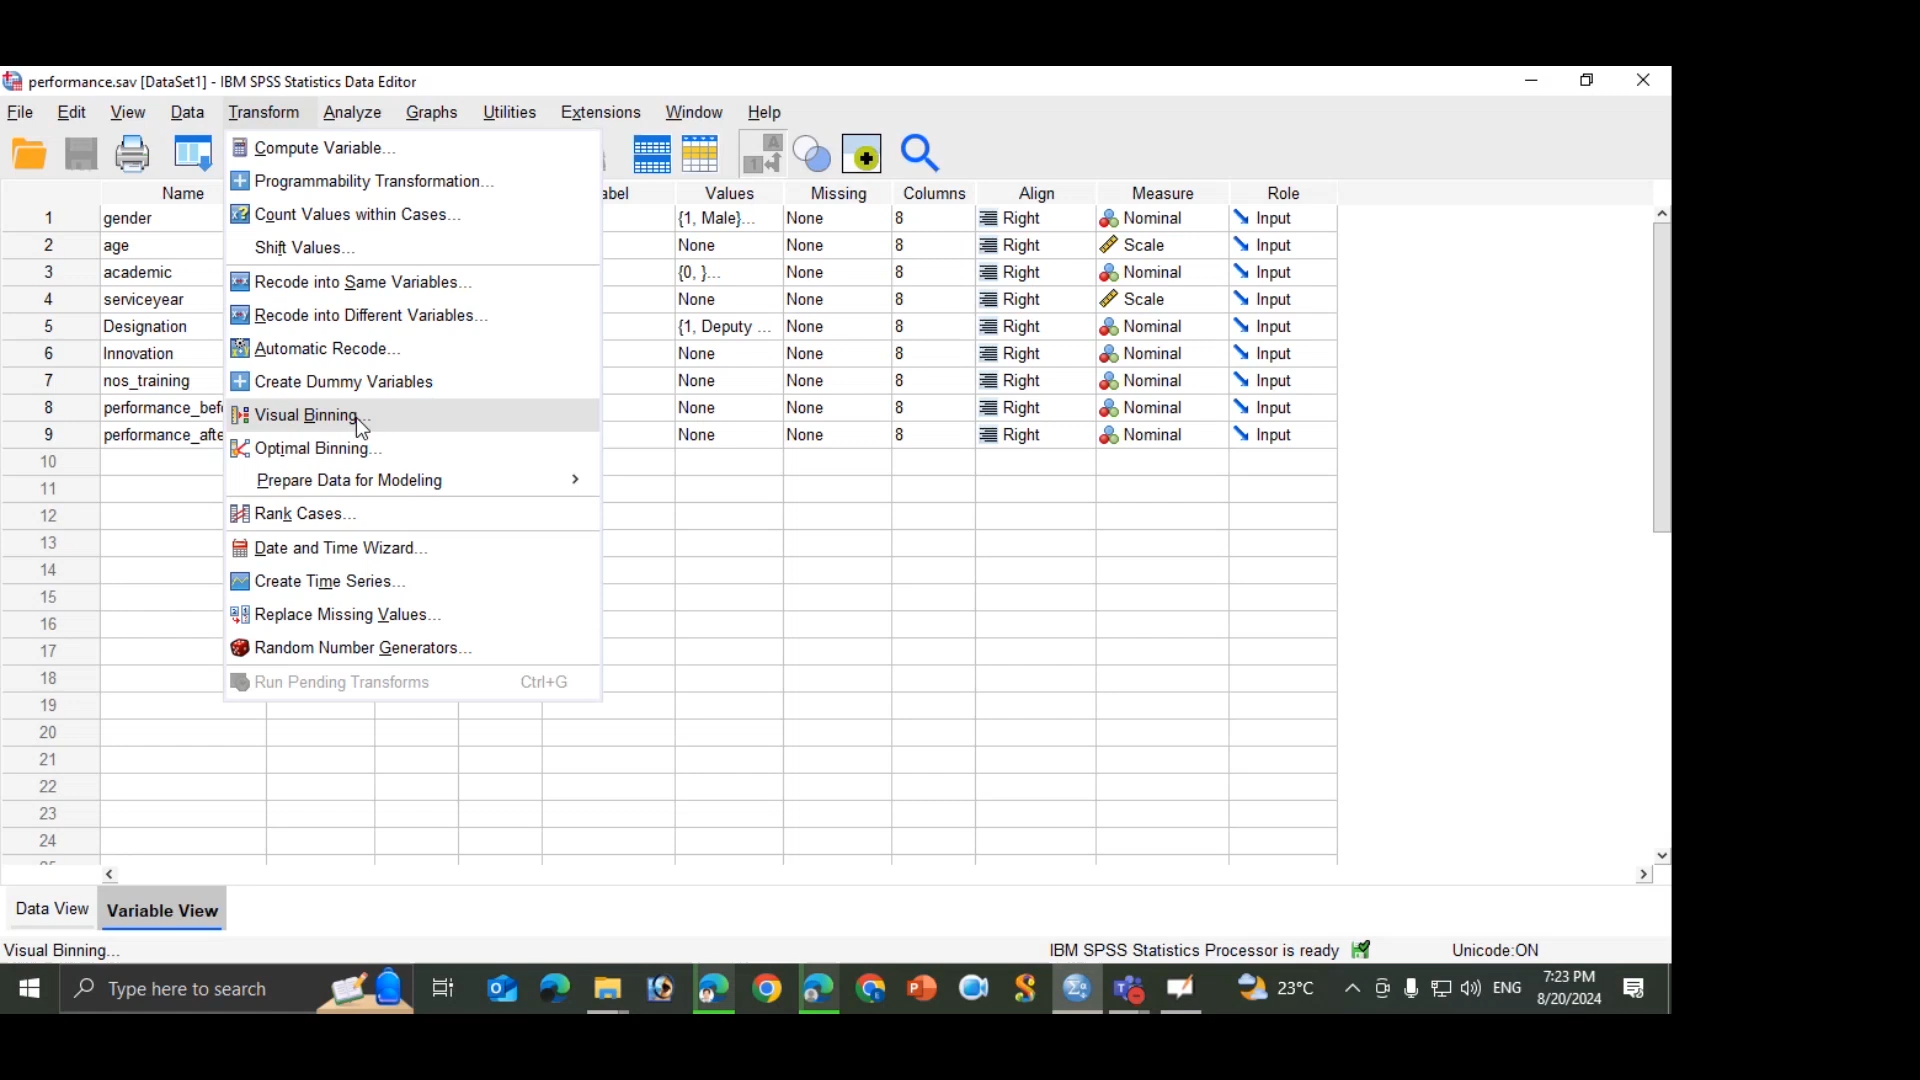 performance.sav [DataSet1] - IBM SPSS Statistics Data Editor
File Edit View Data Transform Analyze Graphs Utilities Extensions Window Help
Compute Variable...
Programmability Transformation...
Count Values within Cases...
Shift Values...
Recode into Same Variables...
Recode into Different Variables...
Automatic Recode...
Create Dummy Variables
Visual Binning...
Optimal Binning...
Prepare Data for Modeling
Rank Cases...
Date and Time Wizard...
Create Time Series...
Replace Missing Values...
Random Number Generators...
Run Pending Transforms Ctrl+G
Name abel Values Missing Columns Align Measure Role
1 gender {1, Male}... None 8 Right Nominal Input
2 age None None 8 Right Scale Input
3 academic {0, }... None 8 Right Nominal Input
4 serviceyear None None 8 Right Scale Input
5 Designation {1, Deputy ... None 8 Right Nominal Input
6 Innovation None None 8 Right Nominal Input
7 nos_training None None 8 Right Nominal Input
8 performance_bef None None 8 Right Nominal Input
9 performance_afte None None 8 Right Nominal Input
10
11
12
13
14
15
16
17
18
19
20
21
22
23
24
Data View Variable View
Visual Binning... IBM SPSS Statistics Processor is ready Unicode:ON
Type here to search 23°C ENG 7:23 PM
8/20/2024